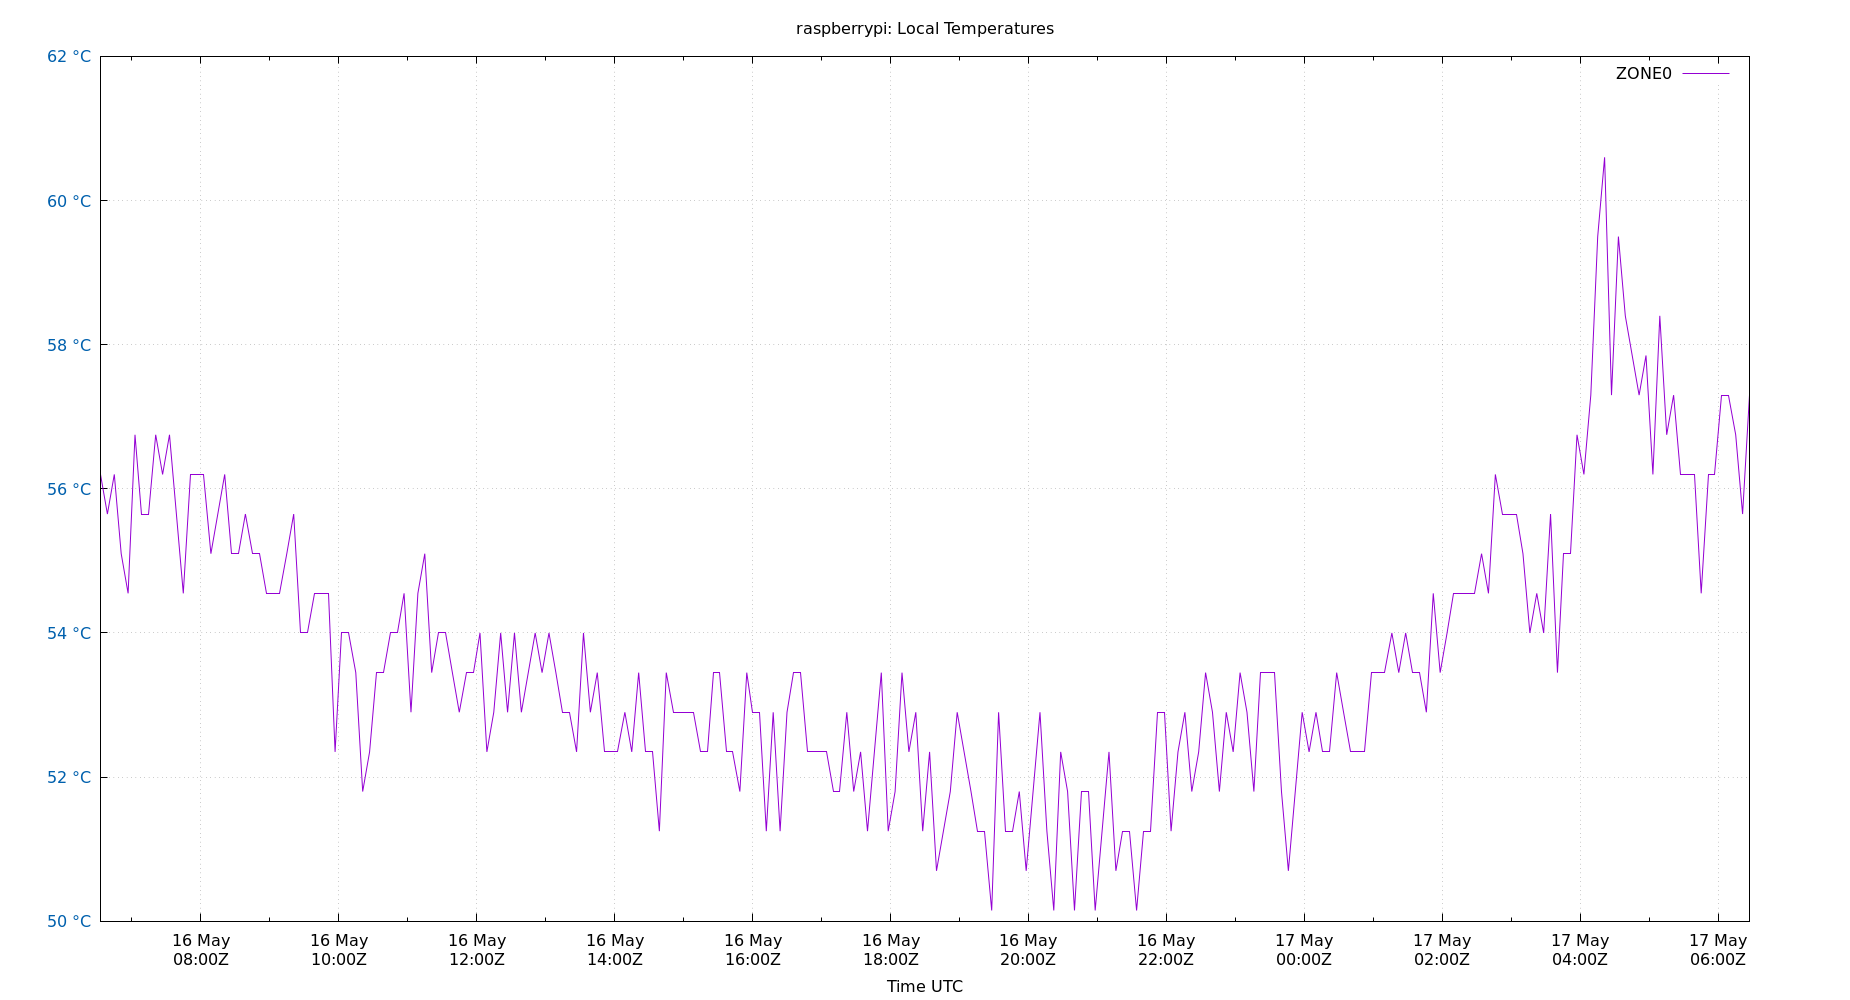 raspberrypi: Local Temperatures
62 °C
ZONE0
60 °C
58 °C
56 °C
54 °C
52 °C
50 °C
16 May 16 May 16 May 16 May 16 May 16 May 16 May 16 May 17 May 17 May 17 May 17 May
08:00Z 10:00Z 12:00Z 14:00Z 16:00Z 18:00Z 20:00Z 22:00Z 00:00Z 02:00Z 04:00Z 06:00Z
Time UTC